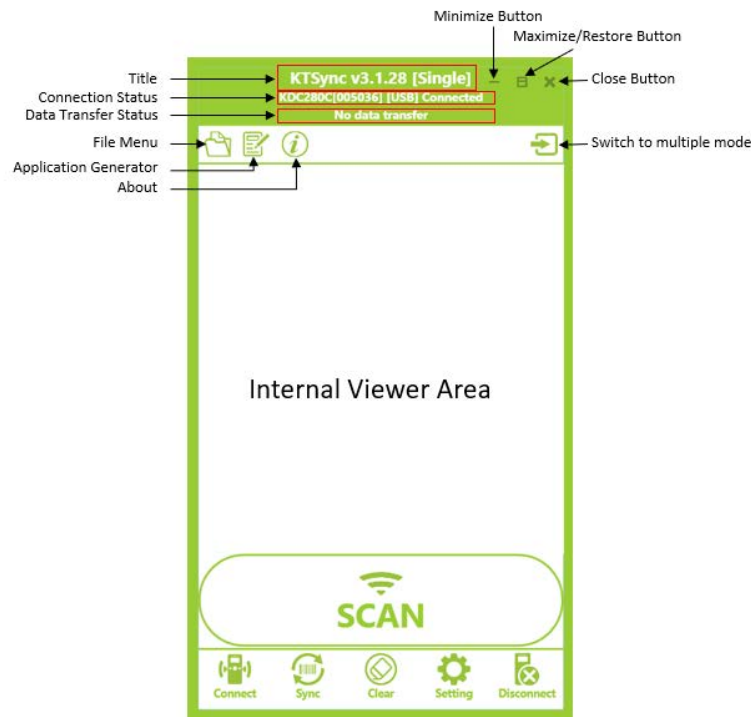 Minimize Button
Maximize/Restore Button
Title
KTSync v3.1.28 [Single]
Close Button
Connection Status
KDC280C[005036] [USB] Connected
Data Transfer Status
No data transfer
File Menu
Switch to multiple mode
Application Generator
About
Internal Viewer Area
SCAN
Connect
Sync
Clear
Setting
Disconnect